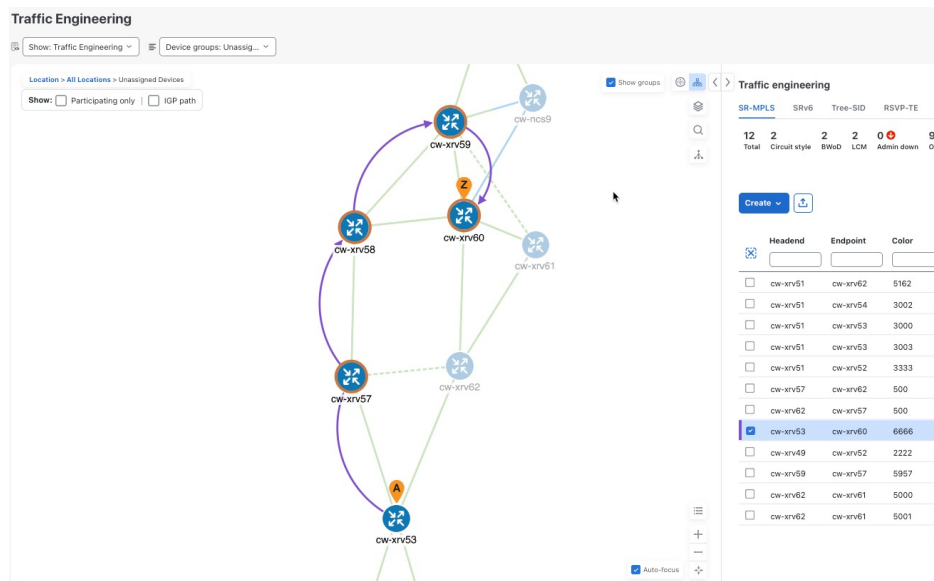 Traffic Engineering
Show: Traffic Engineering
Device groups: Unassig...
Location > All Locations > Unassigned Devices
Show: Participating only | IGP path
Show groups
cw-ncs9
cw-xrv59
Z
cw-xrv60
cw-xrv58
cw-xrv61
cw-xrv62
cw-xrv57
A
cw-xrv53
Auto-focus
Traffic engineering
SR-MPLS SRv6 Tree-SID RSVP-TE
12 2 2 2 0 9
Total Circuit style BWoD LCM Admin down O
Create
Headend Endpoint Color
cw-xrv51 cw-xrv62 5162
cw-xrv51 cw-xrv54 3002
cw-xrv51 cw-xrv53 3000
cw-xrv51 cw-xrv53 3003
cw-xrv51 cw-xrv52 3333
cw-xrv57 cw-xrv62 500
cw-xrv62 cw-xrv57 500
cw-xrv53 cw-xrv60 6666
cw-xrv49 cw-xrv52 2222
cw-xrv59 cw-xrv57 5957
cw-xrv62 cw-xrv61 5000
cw-xrv62 cw-xrv61 5001